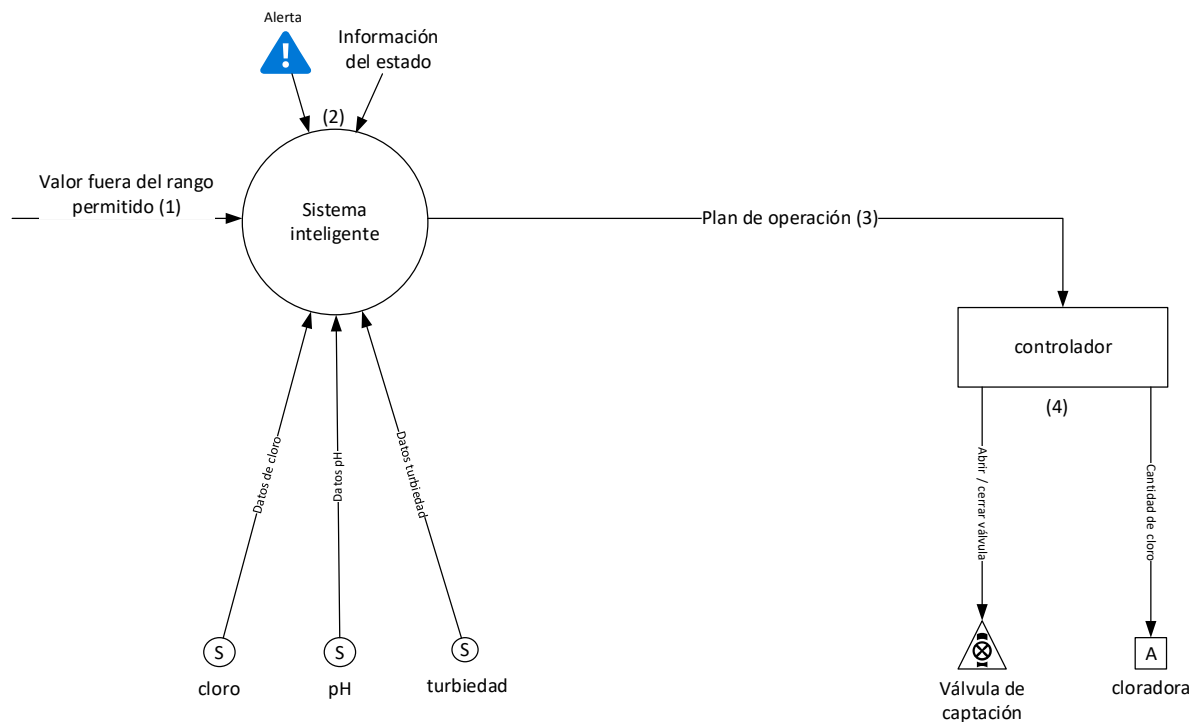 Alerta
Información
del estado
(2)
Valor fuera del rango
permitido (1)
Sistema
inteligente
Plan de operación (3)
controlador
(4)
Datos de cloro
Datos pH
Datos turbiedad
Abrir / cerrar válvula
Cantidad de cloro
S
S
S
A
cloro
pH
turbiedad
Válvula de
captación
cloradora